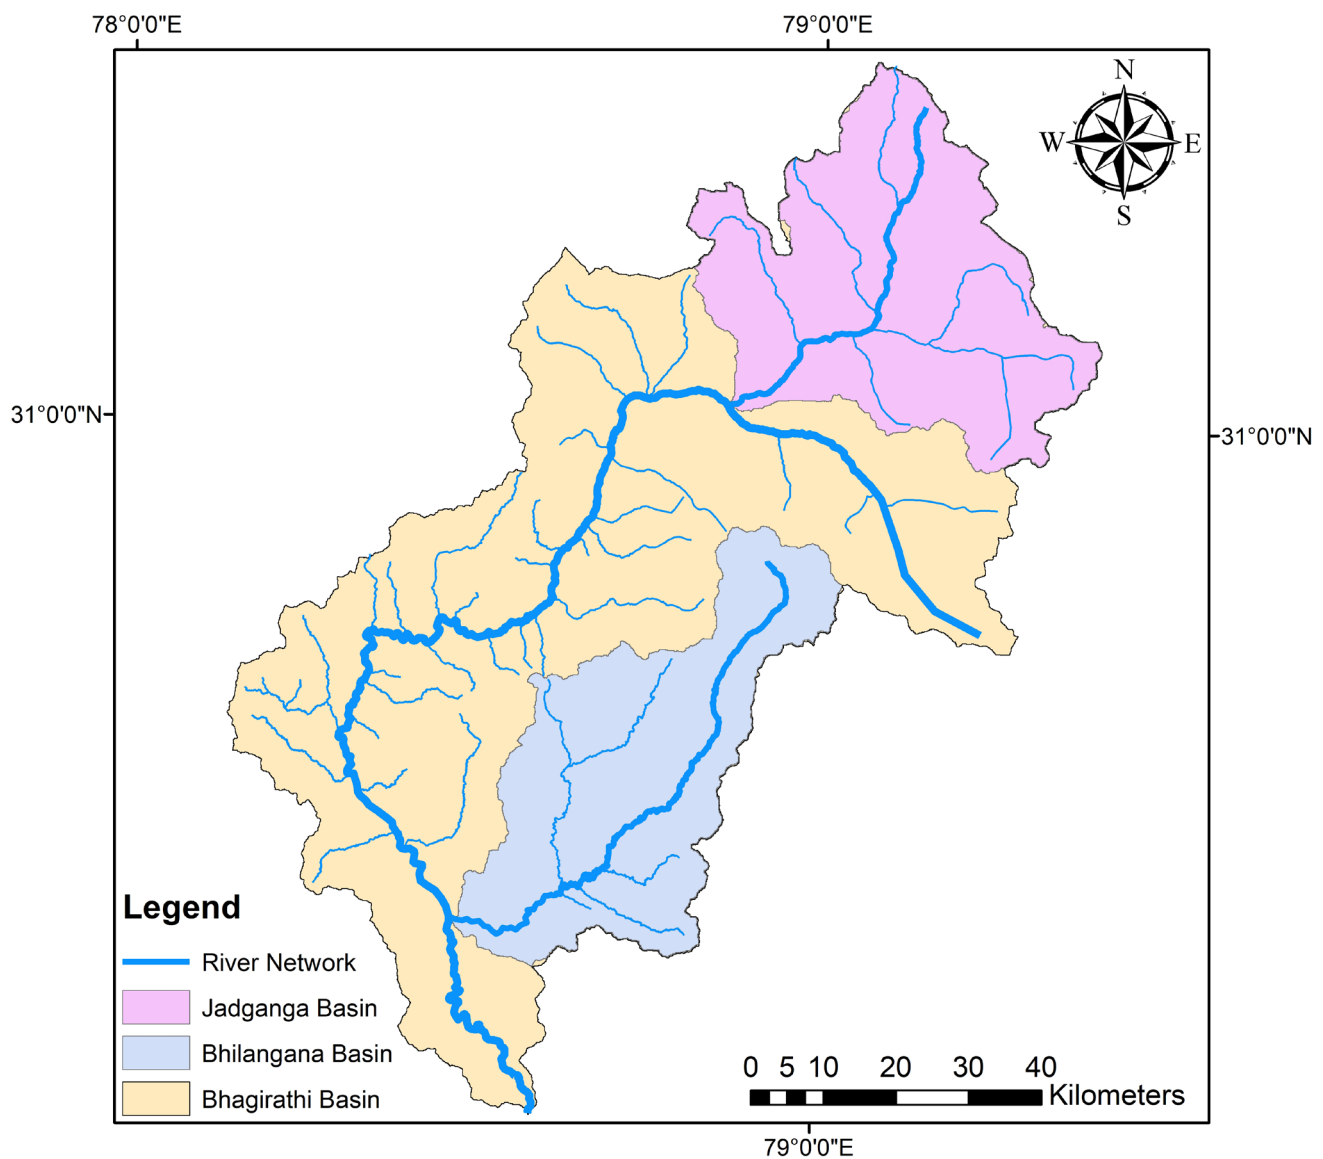 78°0'0"E 79°0'0"E
N
W E
S
31°0'0"N 31°0'0"N
Legend
River Network
Jadganga Basin
Bhilangana Basin
Bhagirathi Basin
0 5 10 20 30 40
Kilometers
79°0'0"E